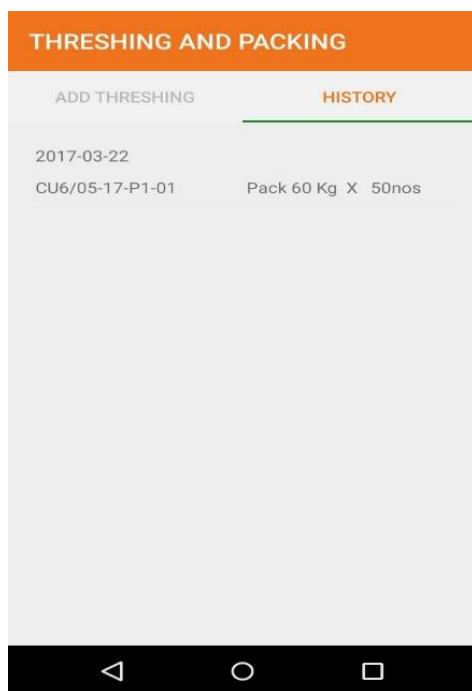 THRESHING AND PACKING
ADD THRESHING HISTORY
2017-03-22
CU6/05-17-P1-01 Pack 60 Kg X 50nos